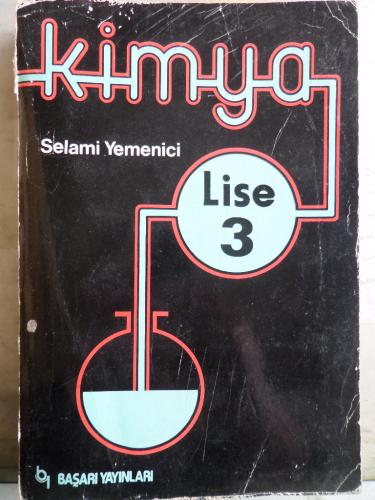 kimya
Selami Yemenici
Lise
3
BAŞARI YAYINLARI